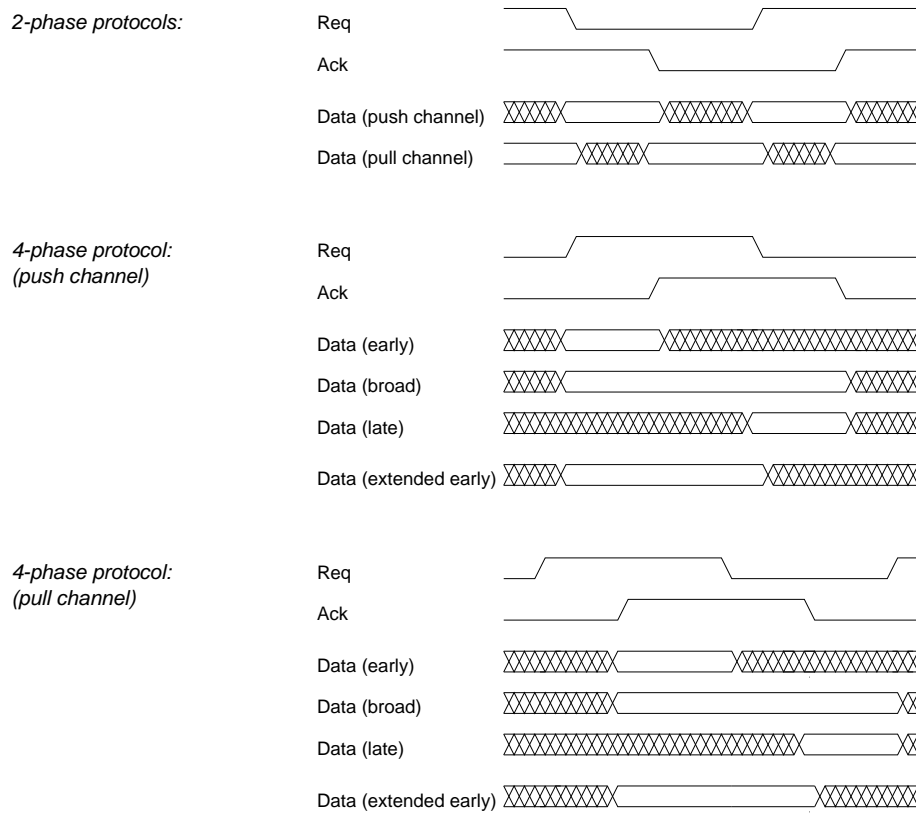 2-phase protocols:
Req
Ack
Data (push channel)
Data (pull channel)
4-phase protocol:
(push channel)
Req
Ack
Data (early)
Data (broad)
Data (late)
Data (extended early)
4-phase protocol:
(pull channel)
Req
Ack
Data (early)
Data (broad)
Data (late)
Data (extended early)